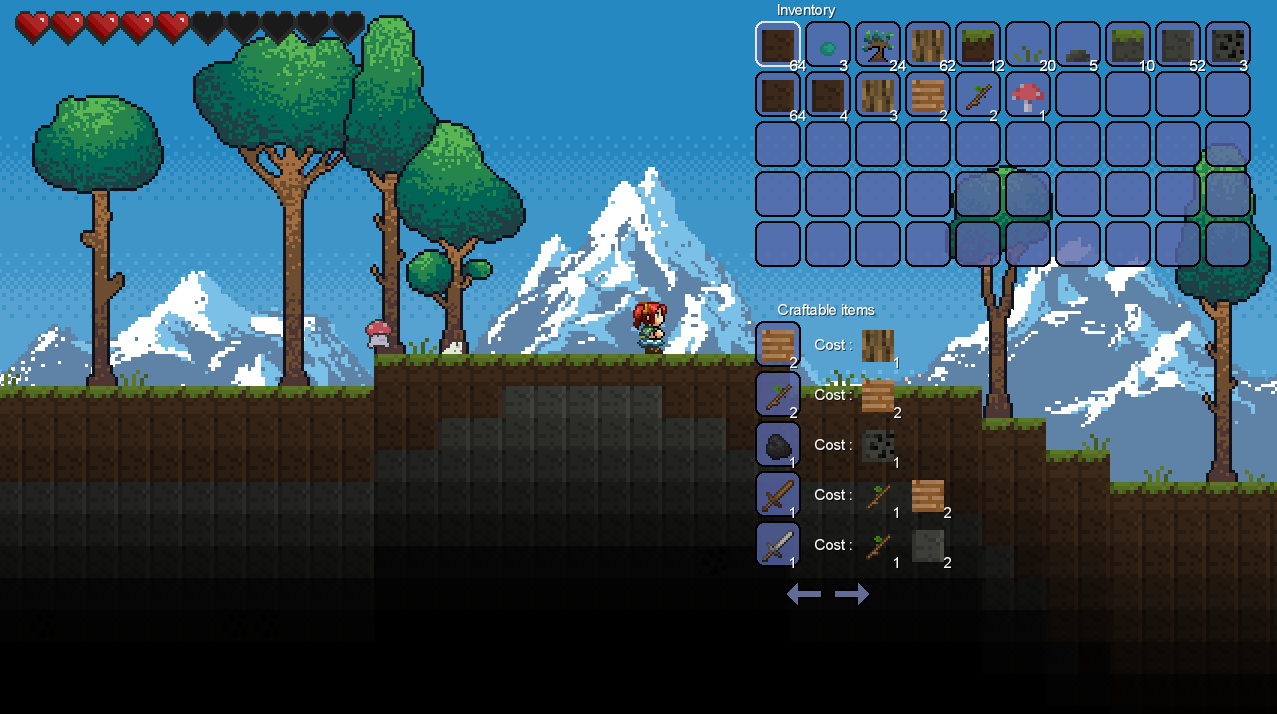 Inventory
64 3 24 62 12 20 5 10 52 3
64 4 3 2 2 1
Craftable items
2 Cost : 1
2 Cost : 2
1 Cost : 1
1 Cost : 1 2
1 Cost : 1 2